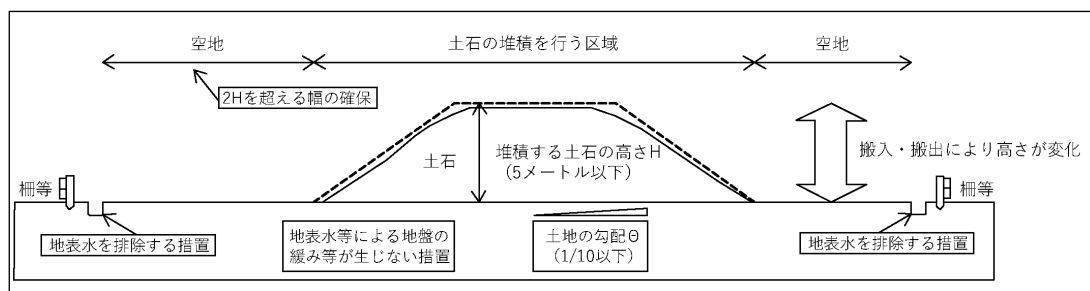 空地
土石の堆積を行う区域
空地
2Hを超える幅の確保
土石
堆積する土石の高さH
(5メートル以下)
搬入・搬出により高さが変化
柵等
柵等
地表水を排除する措置
地表水等による地盤の
緩み等が生じない措置
土地の勾配Θ
(1/10以下)
地表水を排除する措置